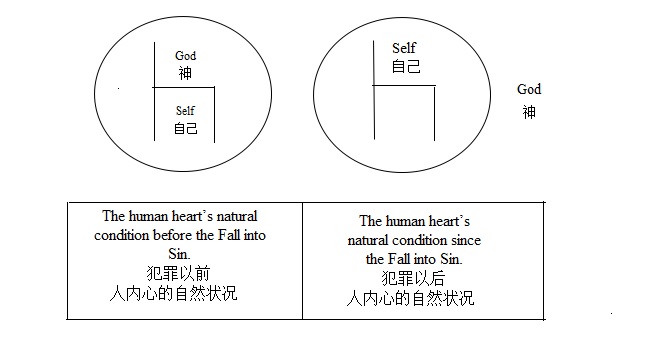 God
神
Self
自己
Self
自己
God
神
The human heart's natural
condition before the Fall into
Sin.
犯罪以前
人内心的自然状况
The human heart's
natural condition since
the Fall into Sin.
犯罪以后
人内心的自然状况